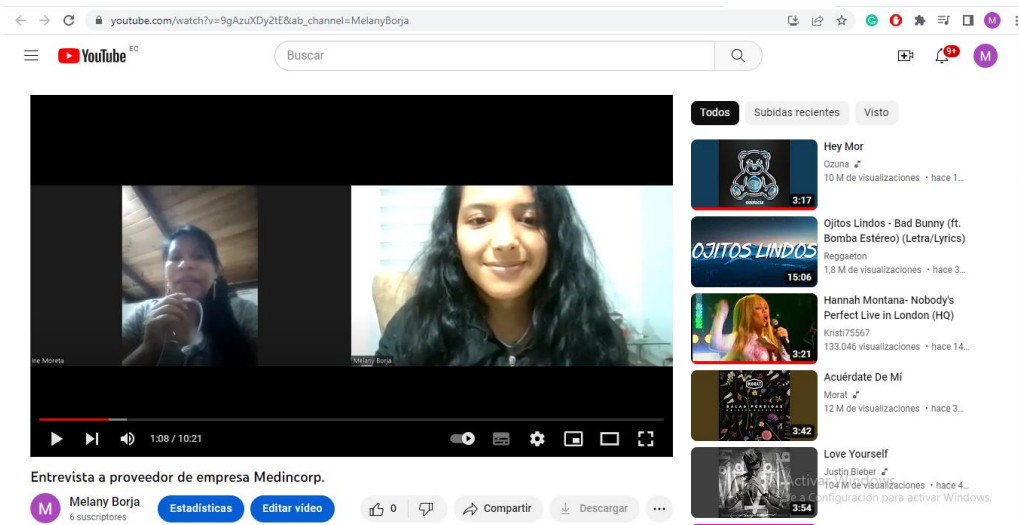 youtube.com/watch?v=9gAzuXDy2tE&ab_channel=MelanyBorja
M
YouTube EC
Buscar
9+
M
Todos
Subidas recientes
Visto
Hey Mor
Ozuna
10 M de visualizaciones • hace 1...
3:17
OJITOS LINDOS
Ojitos Lindos - Bad Bunny (ft.
Bomba Estéreo) (Letra/Lyrics)
Reggaeton
1,8 M de visualizaciones • hace 3...
15:06
Hannah Montana- Nobody's
Perfect Live in London (HQ)
Kristi75567
133.046 visualizaciones • hace 14...
3:21
MORAT
BALAS PERDIDAS
Acuérdate De Mí
Morat
12 M de visualizaciones • hace 3...
3:42
Love Yourself
Justin Bieber
104 M de visualizaciones • hace 4...
3:54
Activar Windows
Ve a Configuración para activar Windows.
ine Moreta
Melany Borja
1:08 / 10:21
Entrevista a proveedor de empresa Medincorp.
M
Melany Borja
6 suscriptores
Estadísticas
Editar vídeo
0
Compartir
Descargar